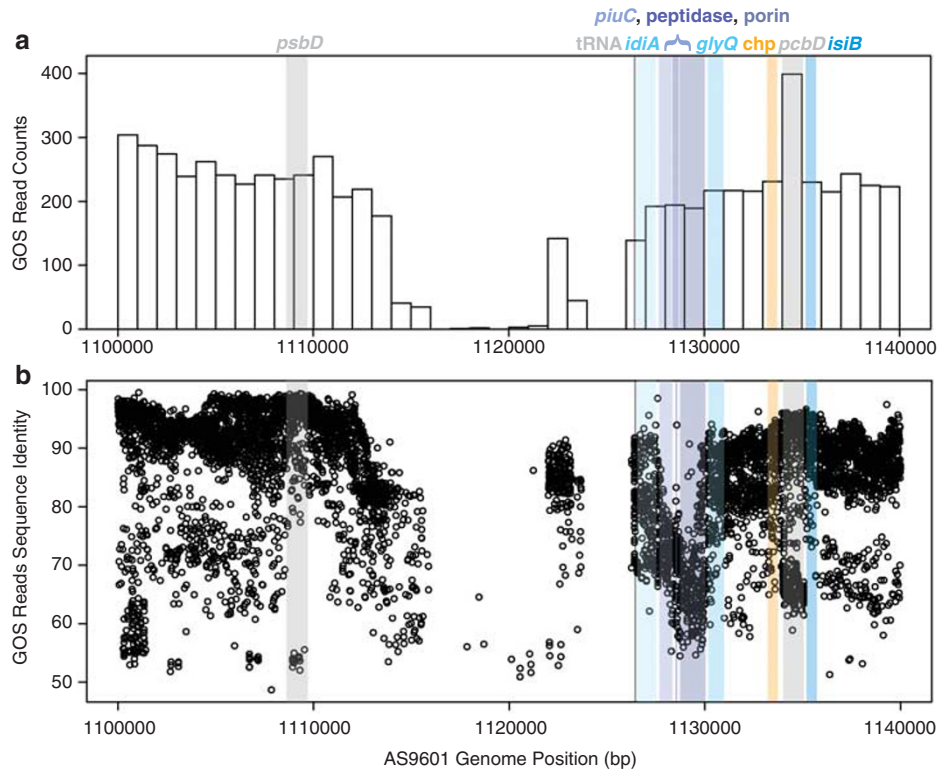 piuC, peptidase, porin
a
psbD
tRNA idiA glyQ chp pcbD isiB
400
300
200
100
0
GOS Read Counts
1100000 1110000 1120000 1130000 1140000
b
100
90
80
70
60
50
GOS Reads Sequence Identity
1100000 1110000 1120000 1130000 1140000
AS9601 Genome Position (bp)